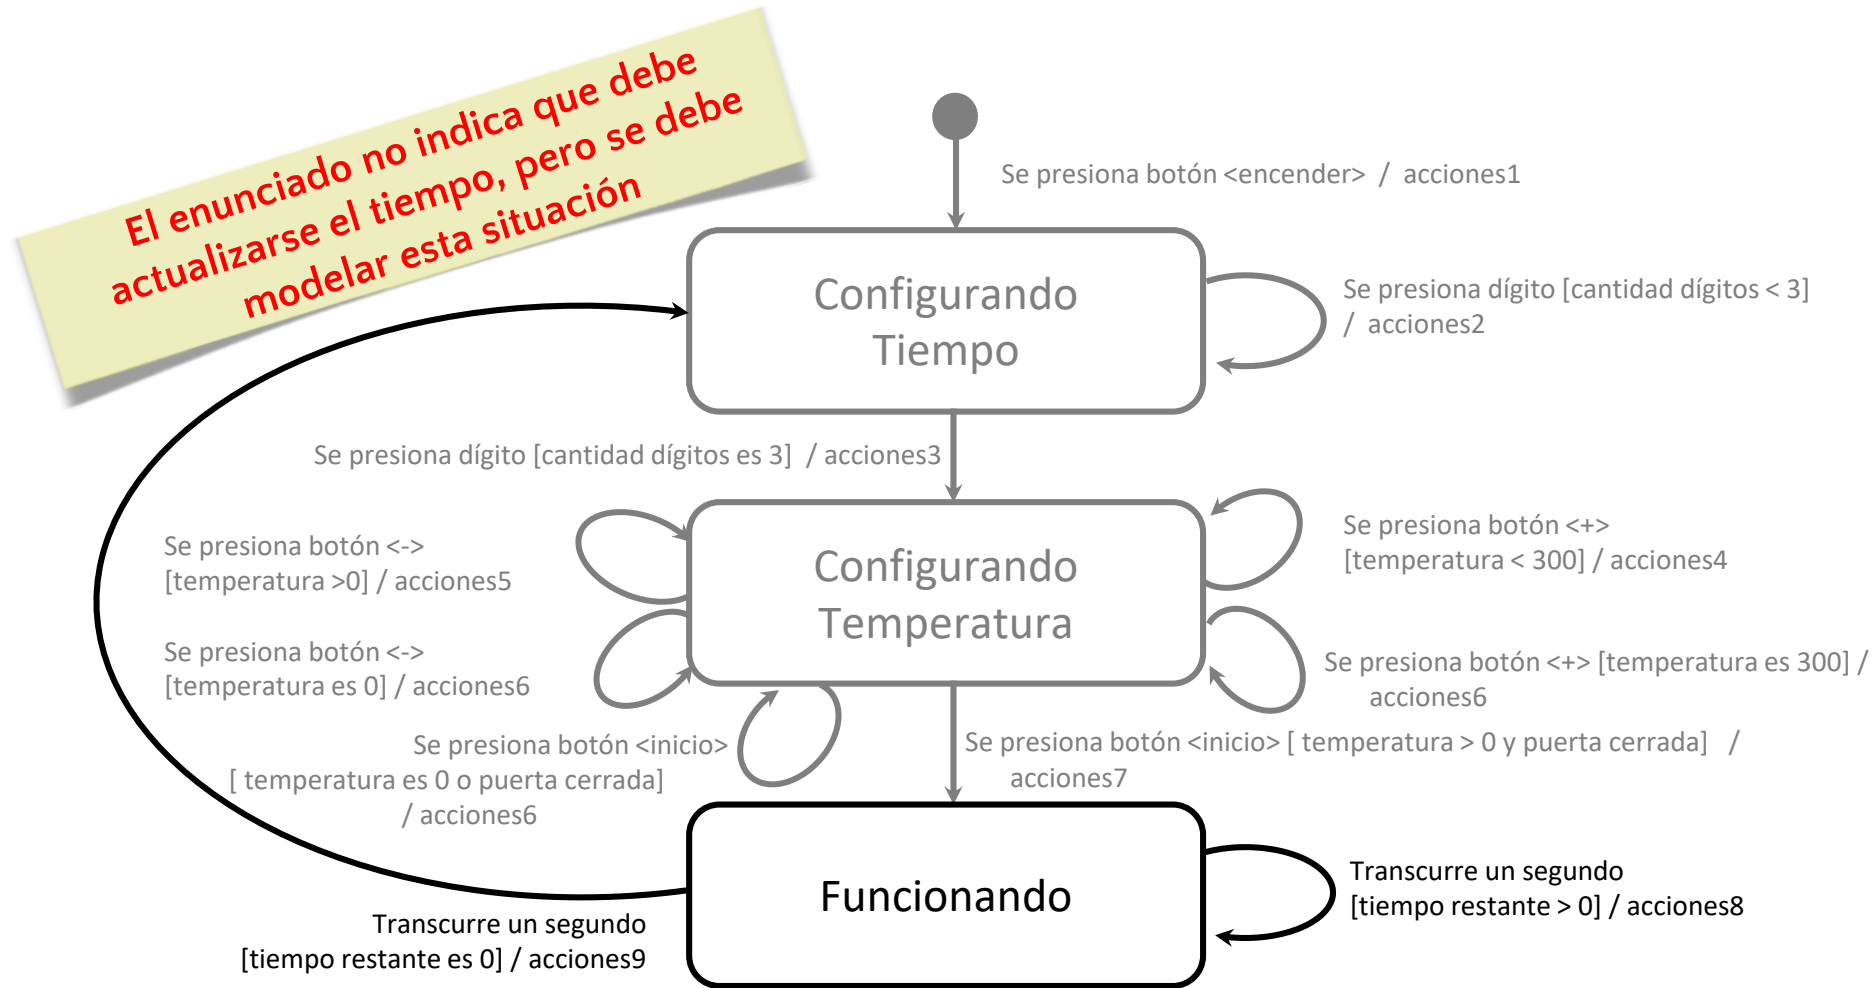 El enunciado no indica que debe
actualizarse el tiempo, pero se debe
modelar esta situación
Se presiona botón <encender>  /  acciones1
Configurando
Tiempo
Se presiona dígito [cantidad dígitos < 3]
/  acciones2
Se presiona dígito [cantidad dígitos es 3]  / acciones3
Se presiona botón <->
[temperatura >0] / acciones5
Configurando
Temperatura
Se presiona botón <+>
[temperatura < 300] / acciones4
Se presiona botón <->
[temperatura es 0] / acciones6
Se presiona botón <+> [temperatura es 300] /
acciones6
Se presiona botón <inicio>
[ temperatura es 0 o puerta cerrada]
/ acciones6
Se presiona botón <inicio> [ temperatura > 0 y puerta cerrada]  /
acciones7
Funcionando
Transcurre un segundo
[tiempo restante > 0] / acciones8
Transcurre un segundo
[tiempo restante es 0] / acciones9